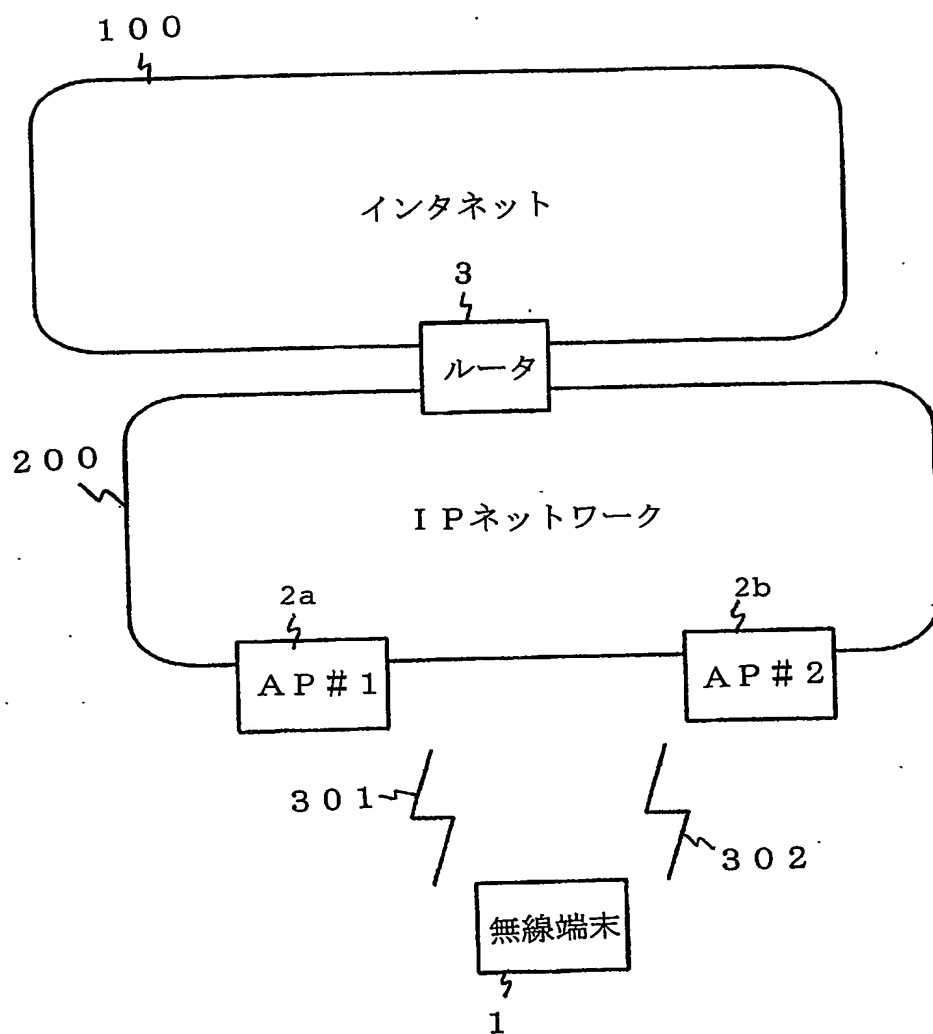 １００
インタネット
3
ルータ
２００
ＩＰネットワーク
2a
2b
ＡＰ＃１
ＡＰ＃２
３０１
３０２
無線端末
1